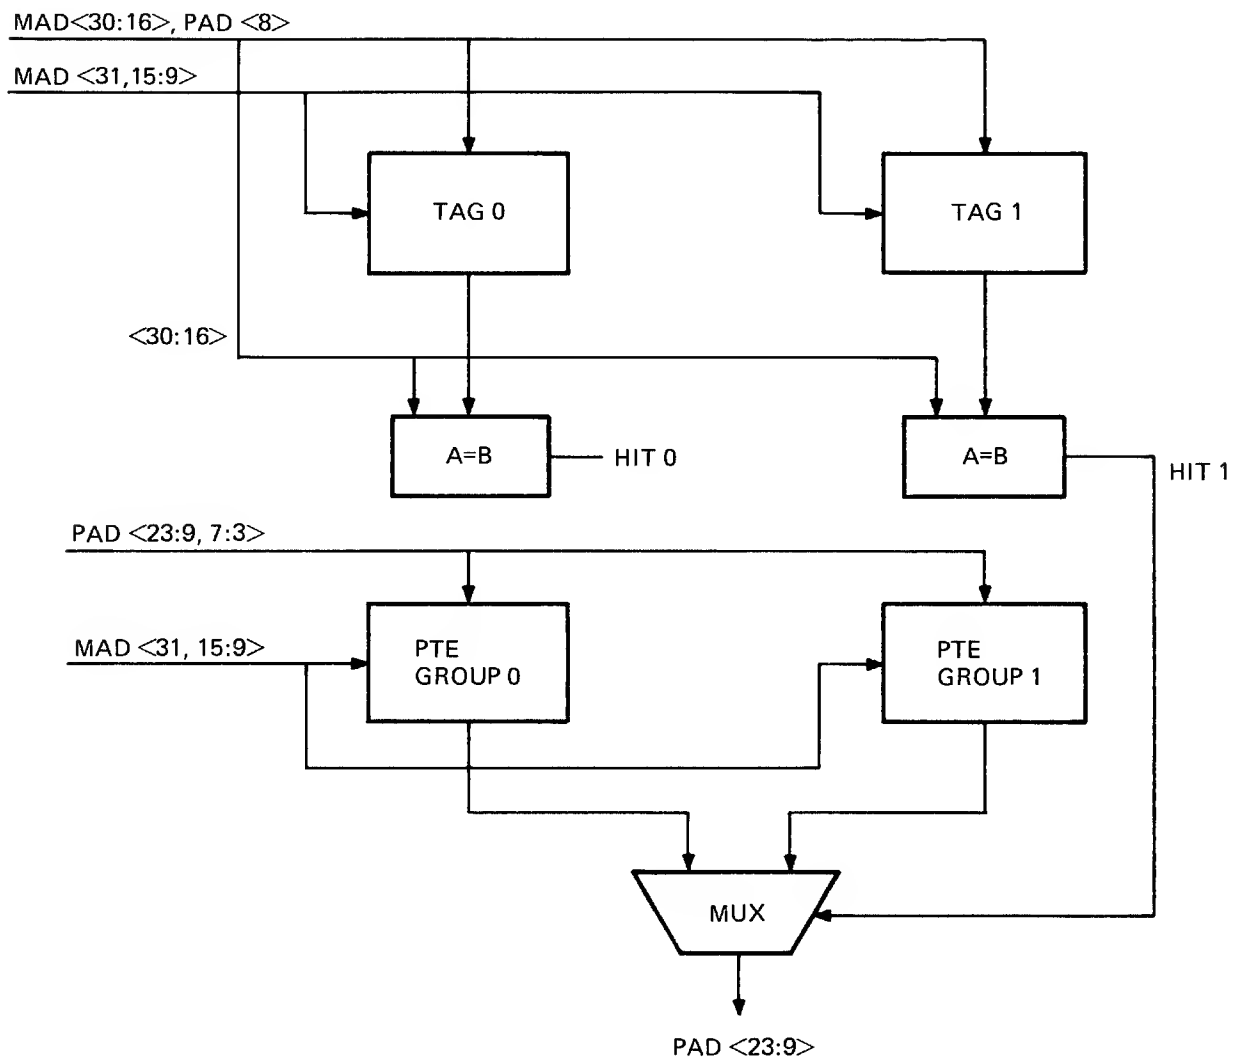 MAD<30:16>, PAD <8>
MAD <31,15:9>
TAG 0
TAG 1
<30:16>
A=B
HIT 0
A=B
HIT 1
PAD <23:9, 7:3>
MAD <31, 15:9>
PTE
GROUP 0
PTE
GROUP 1
MUX
PAD <23:9>